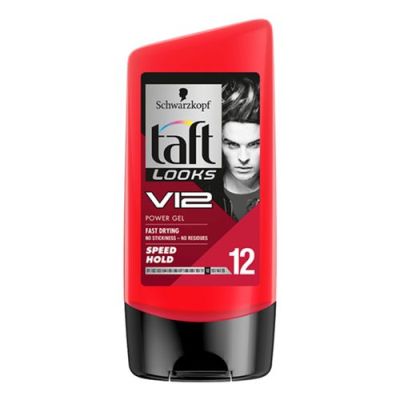 Schwarzkopf
taft
LOOKS
V12
POWER GEL
FAST DRYING
NO STICKINESS – NO RESIDUES
SPEED
HOLD
12